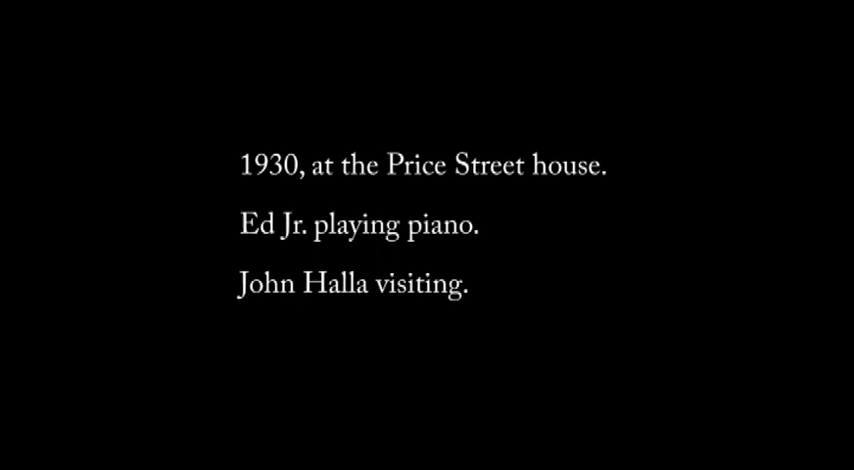 1930, at the Price Street house.
Ed Jr. playing piano.
John Halla visiting.